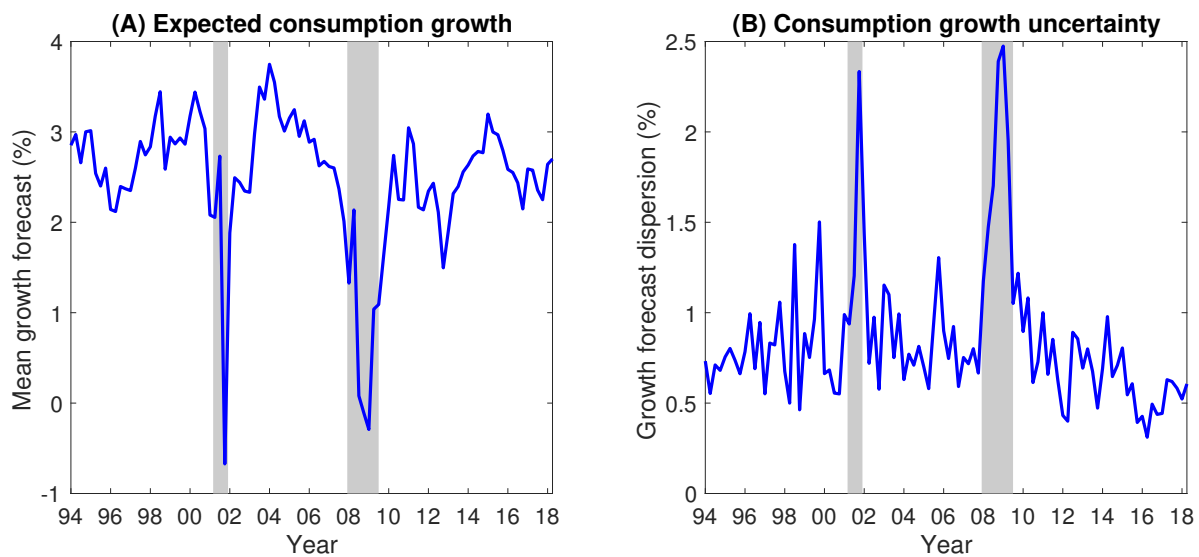 (A) Expected consumption growth
Mean growth forecast (%)
4
3
2
1
0
-1
94 96 98 00 02 04 06 08 10 12 14 16 18
Year
(B) Consumption growth uncertainty
Growth forecast dispersion (%)
2.5
2
1.5
1
0.5
0
94 96 98 00 02 04 06 08 10 12 14 16 18
Year